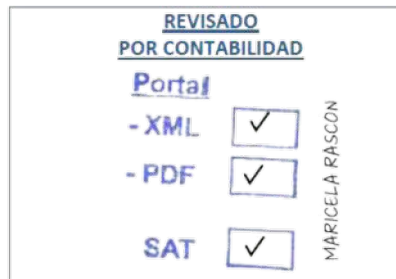 REVISADO
POR CONTABILIDAD
Portal
- XML ✓
- PDF ✓
SAT ✓
MARICELA RASCON